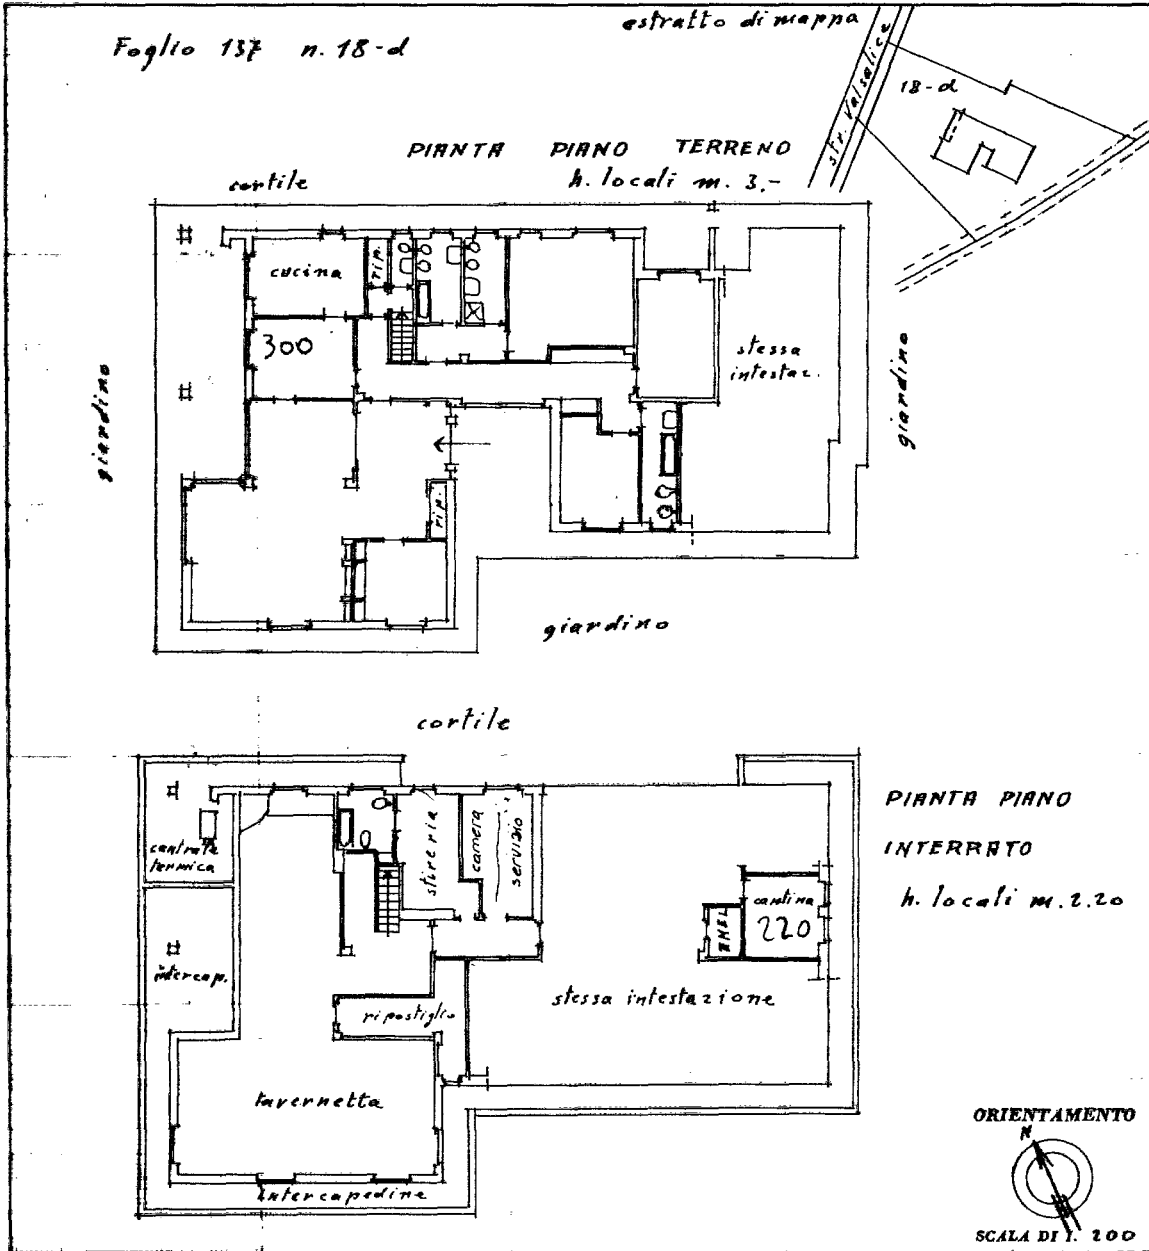 estratto di mappa
Foglio 137 n. 18-d
18-d
str. Valsalice
PIANTA PIANO TERRENO
h. locali m. 3,-
cortile
cucina
rip.
300
stessa
intestaz.
giardino
giardino
rip.
giardino
cortile
PIANTA PIANO
INTERRATO
h. locali m. 2.20
centrale
termica
stireria
camera
servizio
cantina
220
ENEL
intercap.
ripostiglio
stessa intestazione
tavernetta
intercapedine
ORIENTAMENTO
N
SCALA DI 1: 200